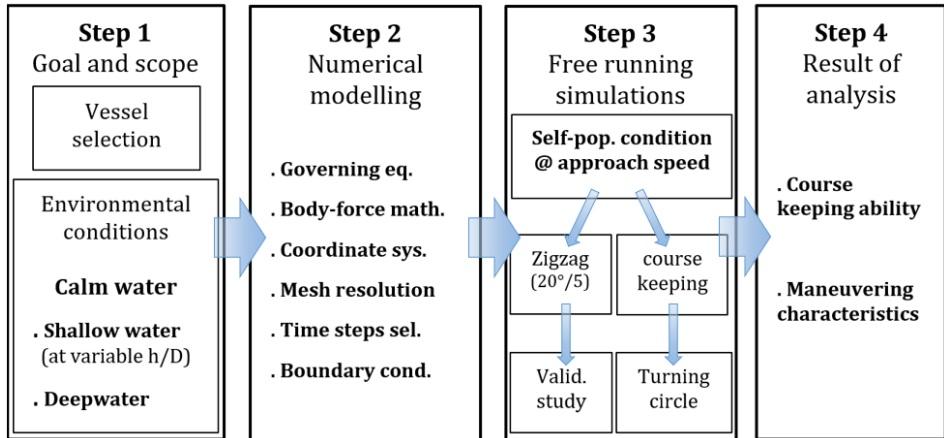 Step 1
Goal and scope
Vessel
selection
Environmental
conditions
Calm water
. Shallow water
(at variable h/D)
. Deepwater
Step 2
Numerical
modelling
. Governing eq.
. Body-force math.
. Coordinate sys.
. Mesh resolution
. Time steps sel.
. Boundary cond.
Step 3
Free running
simulations
Self-pop. condition
@ approach speed
Zigzag
(20°/5)
course
keeping
Valid.
study
Turning
circle
Step 4
Result of
analysis
. Course
keeping ability
. Maneuvering
characteristics